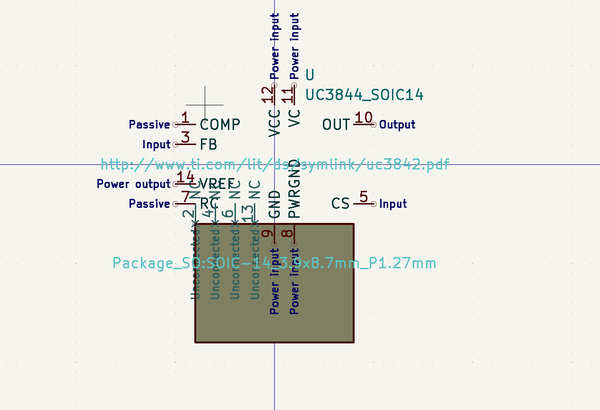 Power input
Power input
12
11
U
UC3844_SOIC14
VCC
VC
Passive 1 COMP
OUT 10 Output
Input 3 FB
http://www.ti.com/lit/ds/symlink/uc3842.pdf
Power output 14 VREF
Passive 7 RC
CS 5 Input
2 NC
4 NC
6 NC
13 NC
GND
PWRGND
9
8
Unconnected
Unconnected
Unconnected
Unconnected
Power input
Power input
Package_SO:SOIC-14_3.9x8.7mm_P1.27mm